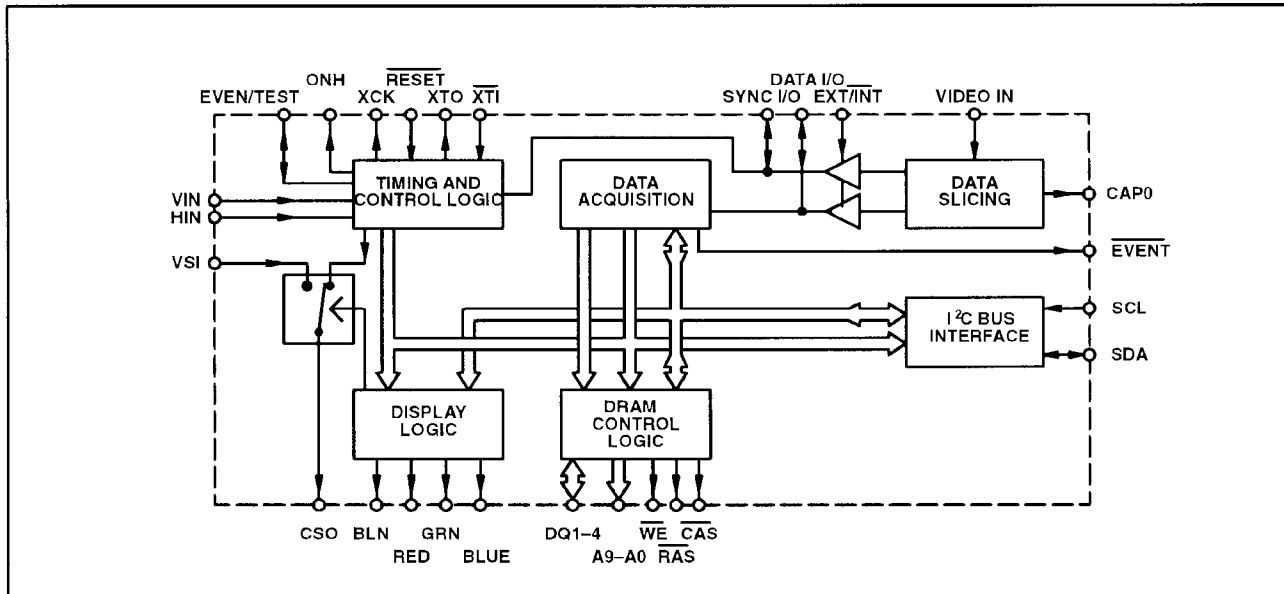 ONH RESET DATA I/O
EVEN/TEST XCK XTO XTI SYNC I/O EXT/INT VIDEO IN
TIMING AND
CONTROL LOGIC
DATA
ACQUISITION
DATA
SLICING
VIN
HIN
CAP0
EVENT
VSI
I²C BUS
INTERFACE
SCL
SDA
DISPLAY
LOGIC
DRAM
CONTROL
LOGIC
CSO BLN GRN DQ1–4 WE CAS
RED BLUE A9–A0 RAS